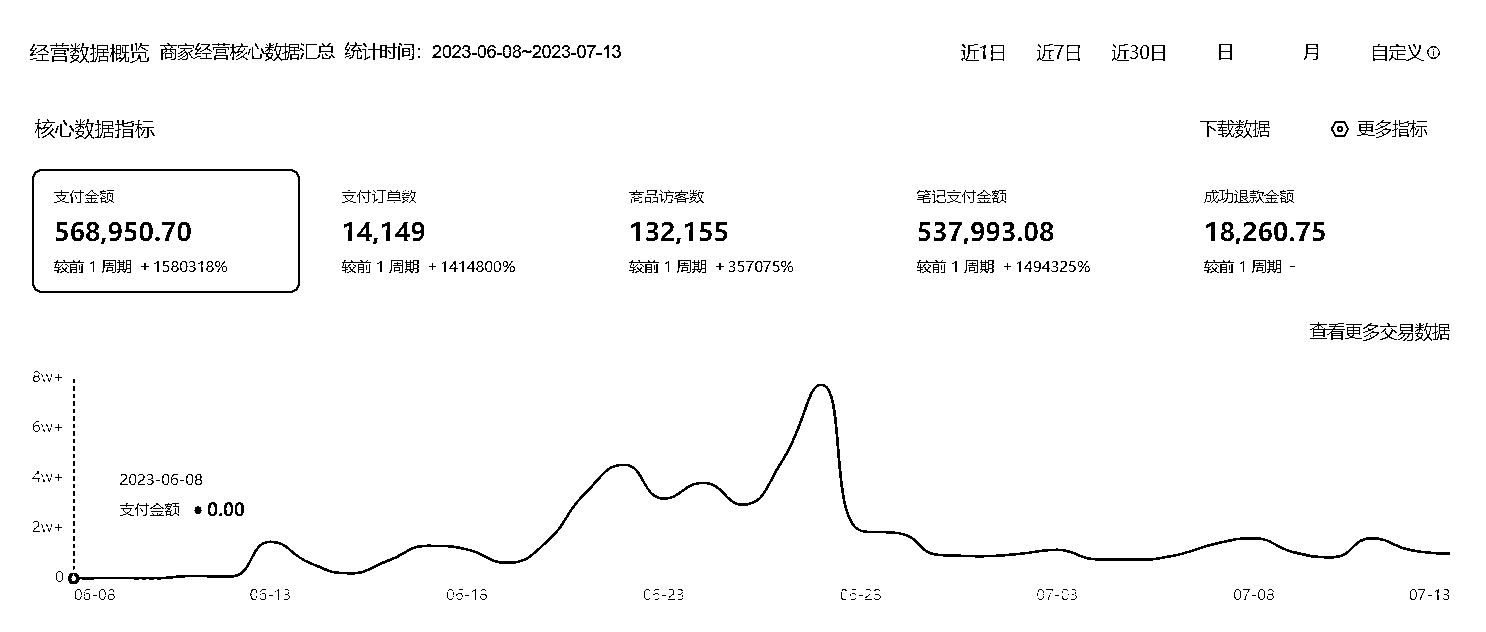 经营数据概览 商家经营核心数据汇总 统计时间：2023-06-08~2023-07-13 近1日 近7日 近30日 日 月 自定义
核心数据指标 下载数据 更多指标
支付金额 支付订单数 商品访客数 笔记支付金额 成功退款金额
568,950.70 14,149 132,155 537,993.08 18,260.75
较前 1 周期 +1580318% 较前 1 周期 +1414800% 较前 1 周期 +357075% 较前 1 周期 +1494325% 较前 1 周期 -
查看更多交易数据
8w+
6w+
4w+
2023-06-08
支付金额 0.00
2w+
0
06-08 06-13 06-18 06-23 06-28 07-03 07-08 07-13